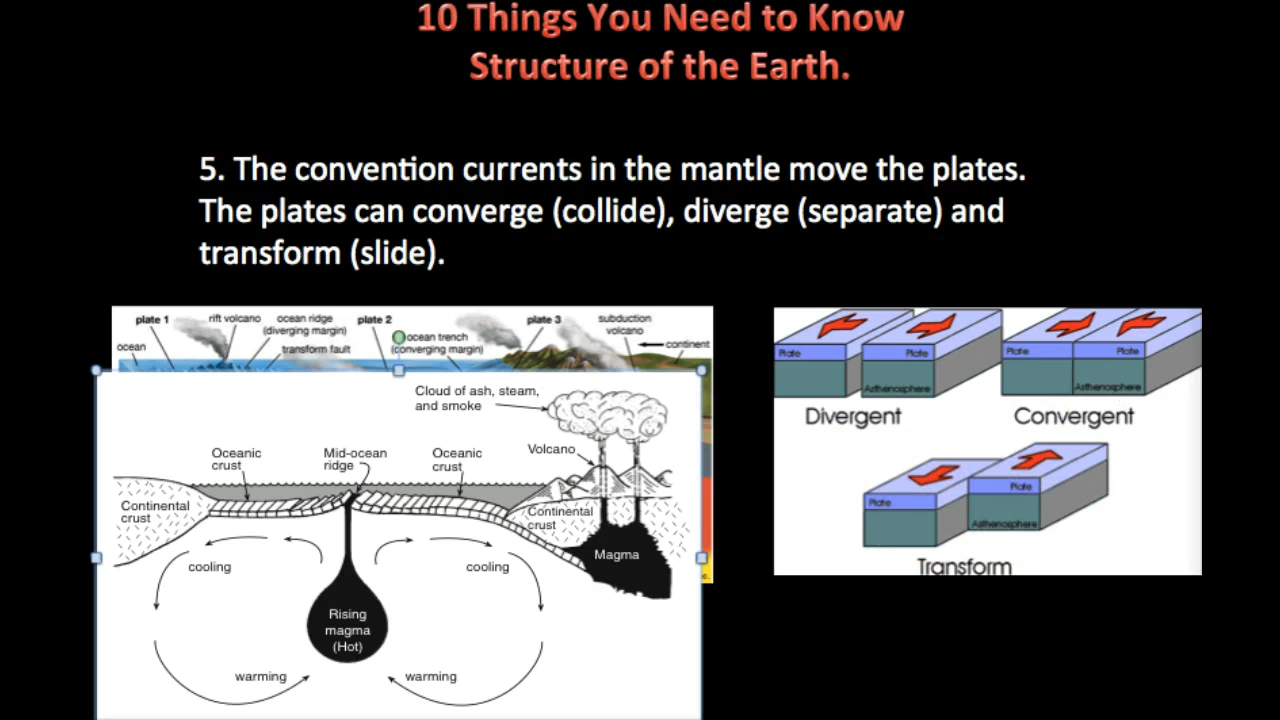 10 Things You Need to Know
Structure of the Earth.
5. The convention currents in the mantle move the plates.
The plates can converge (collide), diverge (separate) and
transform (slide).
plate 1
rift volcano
ocean ridge
(diverging margin)
plate 2
ocean trench
(converging margin)
plate 3
subduction
volcano
ocean
transform fault
continent
Cloud of ash, steam,
and smoke
Oceanic
crust
Mid-ocean
ridge
Oceanic
crust
Volcano
Continental
crust
Continental
crust
Magma
cooling
cooling
Rising
magma
(Hot)
warming
warming
Plate
Plate
Asthenosphere
Divergent
Plate
Plate
Asthenosphere
Convergent
Plate
Plate
Asthenosphere
Transform